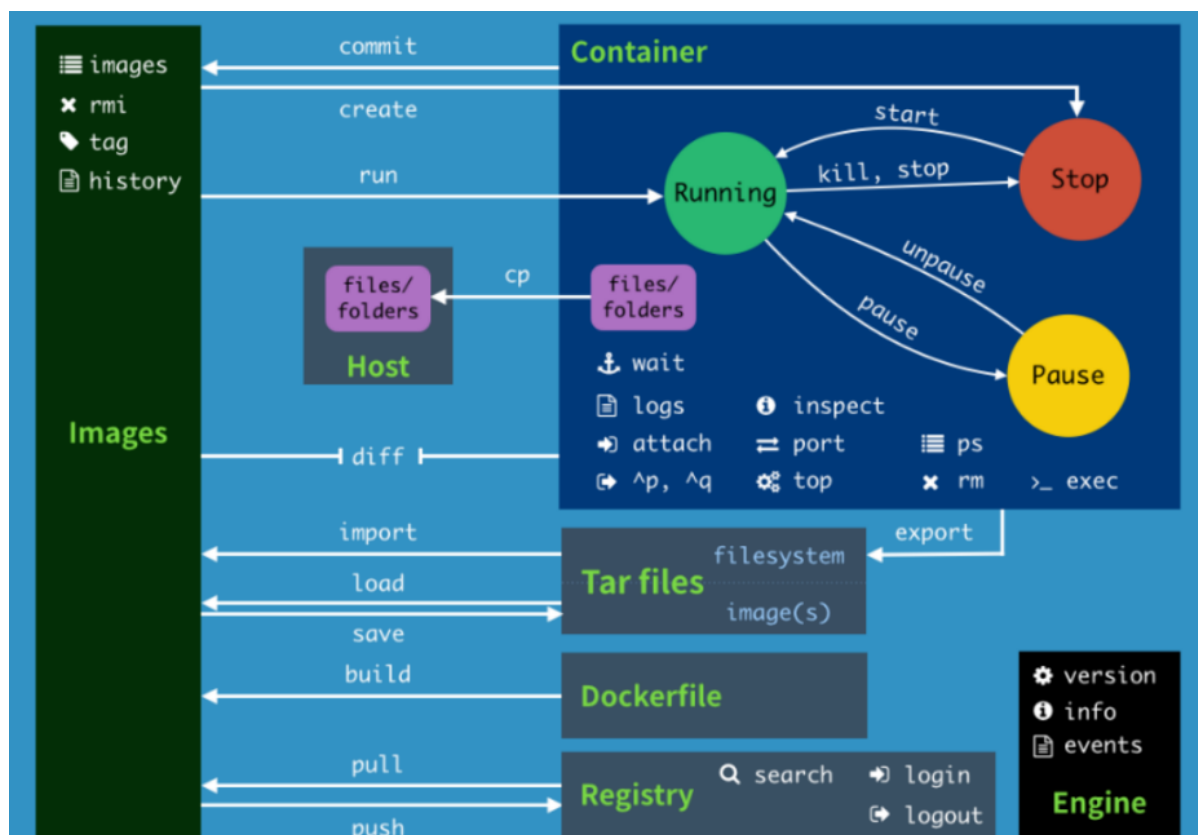 images
rmi
tag
history
Images
commit
create
run
Container
start
kill, stop
Running
Stop
unpause
pause
Pause
cp
files/
folders
Host
files/
folders
wait
logs
inspect
attach
port
ps
^p, ^q
top
rm
>_ exec
diff
import
export
load
save
filesystem
Tar files
image(s)
build
Dockerfile
pull
push
Registry
search
login
logout
version
info
events
Engine